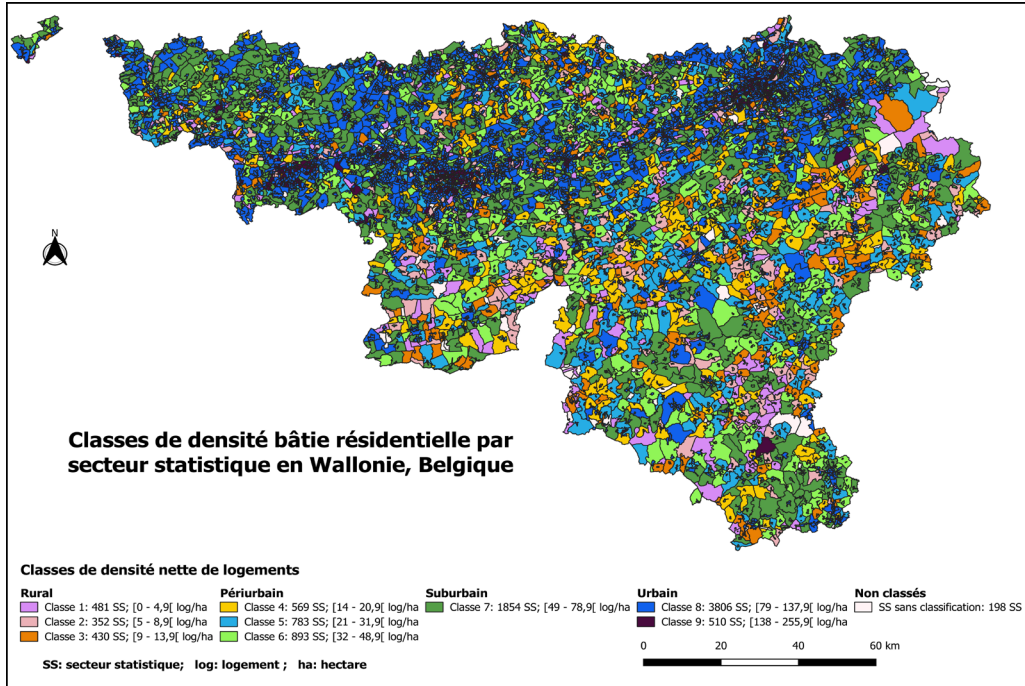 N
Classes de densité bâtie résidentielle par
secteur statistique en Wallonie, Belgique
Classes de densité nette de logements
Rural
Classe 1: 481 SS; [0 - 4,9[ log/ha
Classe 2: 352 SS; [5 - 8,9[ log/ha
Classe 3: 430 SS; [9 - 13,9[ log/ha
Périurbain
Classe 4: 569 SS; [14 - 20,9[ log/ha
Classe 5: 783 SS; [21 - 31,9[ log/ha
Classe 6: 893 SS; [32 - 48,9[ log/ha
Suburbain
Classe 7: 1854 SS; [49 - 78,9[ log/ha
Urbain
Classe 8: 3806 SS; [79 - 137,9[ log/ha
Classe 9: 510 SS; [138 - 255,9[ log/ha
Non classés
SS sans classification: 198 SS
0 20 40 60 km
SS: secteur statistique; log: logement ; ha: hectare